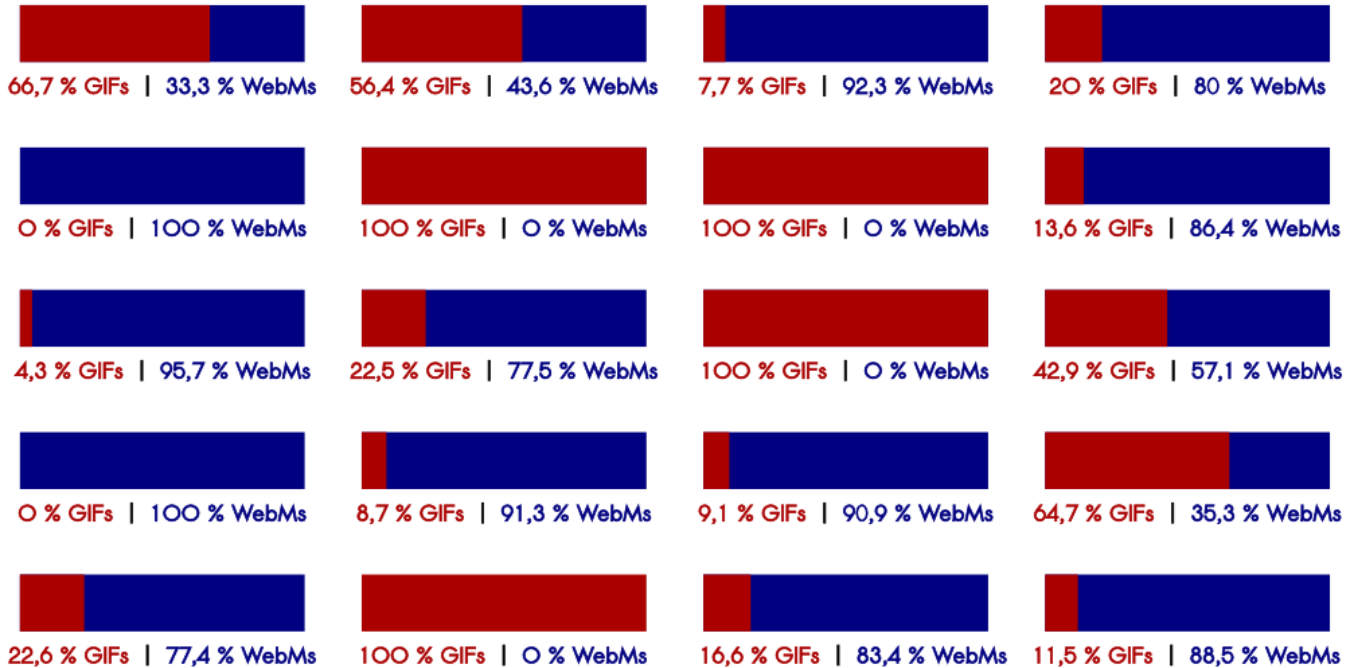 66,7 % GIFs | 33,3 % WebMs
56,4 % GIFs | 43,6 % WebMs
7,7 % GIFs | 92,3 % WebMs
20 % GIFs | 80 % WebMs
0 % GIFs | 100 % WebMs
100 % GIFs | 0 % WebMs
100 % GIFs | 0 % WebMs
13,6 % GIFs | 86,4 % WebMs
4,3 % GIFs | 95,7 % WebMs
22,5 % GIFs | 77,5 % WebMs
100 % GIFs | 0 % WebMs
42,9 % GIFs | 57,1 % WebMs
0 % GIFs | 100 % WebMs
8,7 % GIFs | 91,3 % WebMs
9,1 % GIFs | 90,9 % WebMs
64,7 % GIFs | 35,3 % WebMs
22,6 % GIFs | 77,4 % WebMs
100 % GIFs | 0 % WebMs
16,6 % GIFs | 83,4 % WebMs
11,5 % GIFs | 88,5 % WebMs